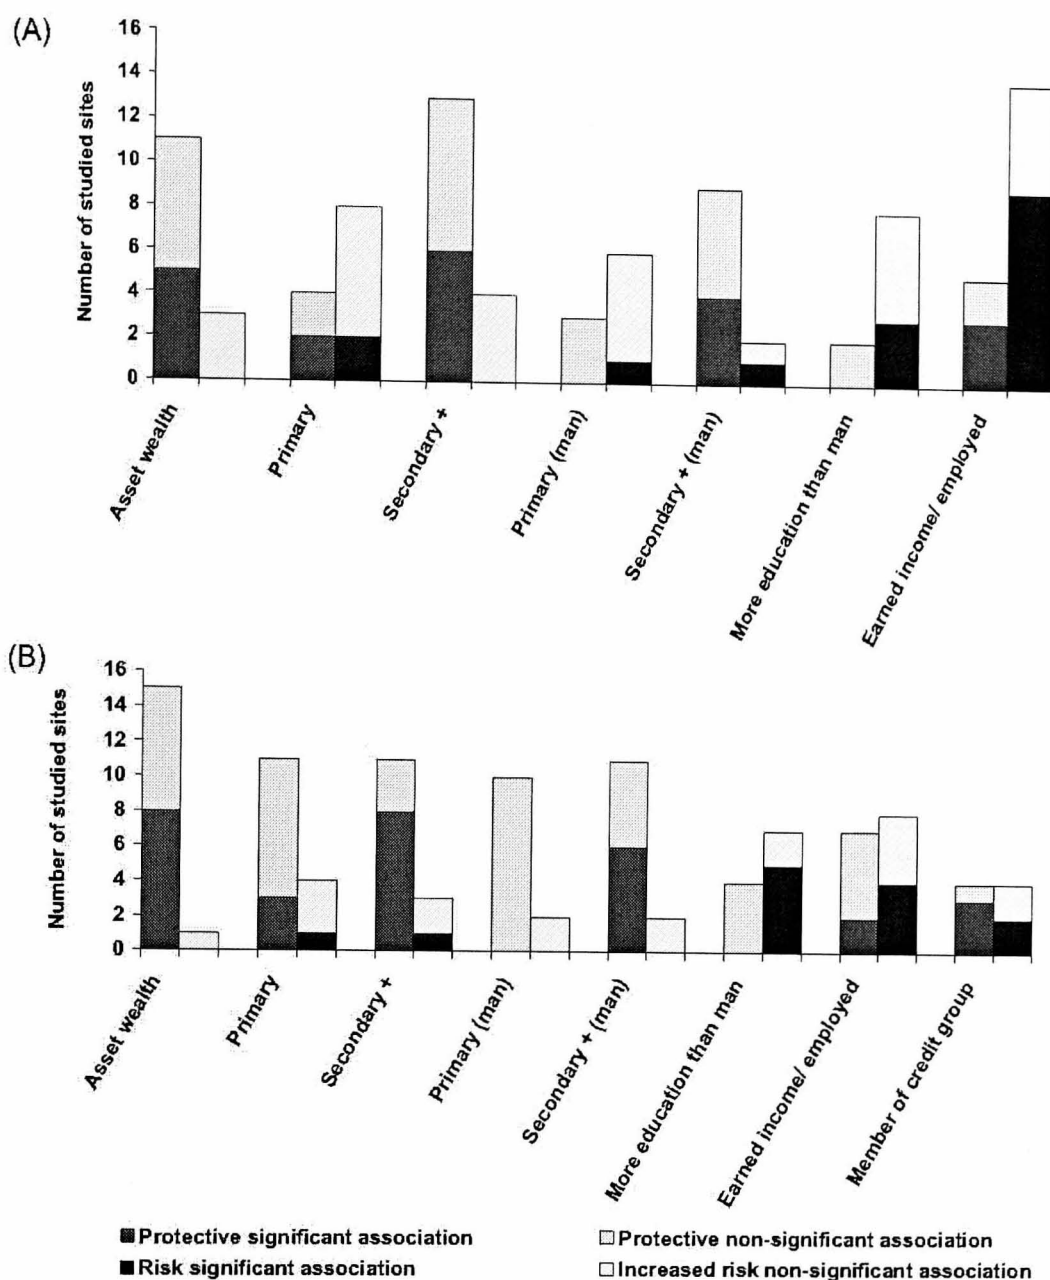 (A)
Number of studied sites
16
14
12
10
8
6
4
2
0
Asset wealth
Primary
Secondary +
Primary (man)
Secondary + (man)
More education than man
Earned income/ employed
(B)
Number of studied sites
16
14
12
10
8
6
4
2
0
Asset wealth
Primary
Secondary +
Primary (man)
Secondary + (man)
More education than man
Earned income/ employed
Member of credit group
Protective significant association
Protective non-significant association
Risk significant association
Increased risk non-significant association